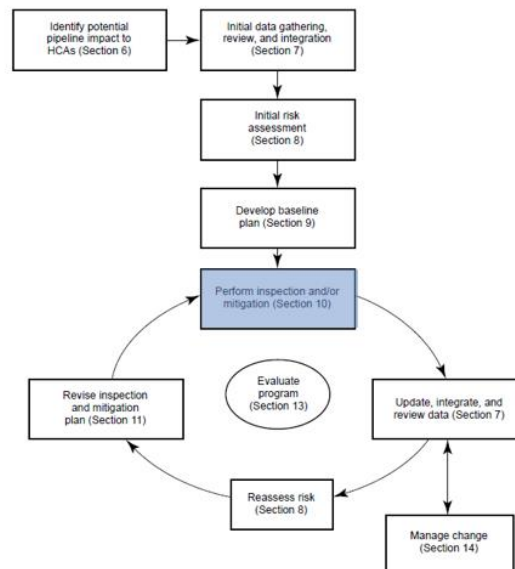 Identify potential
pipeline impact to
HCAs (Section 6)
Initial data gathering,
review, and integration
(Section 7)
Initial risk
assessment
(Section 8)
Develop baseline
plan (Section 9)
Perform inspection and/or
mitigation (Section 10)
Revise inspection
and mitigation
plan (Section 11)
Evaluate
program
(Section 13)
Update, integrate, and
review data (Section 7)
Reassess risk
(Section 8)
Manage change
(Section 14)